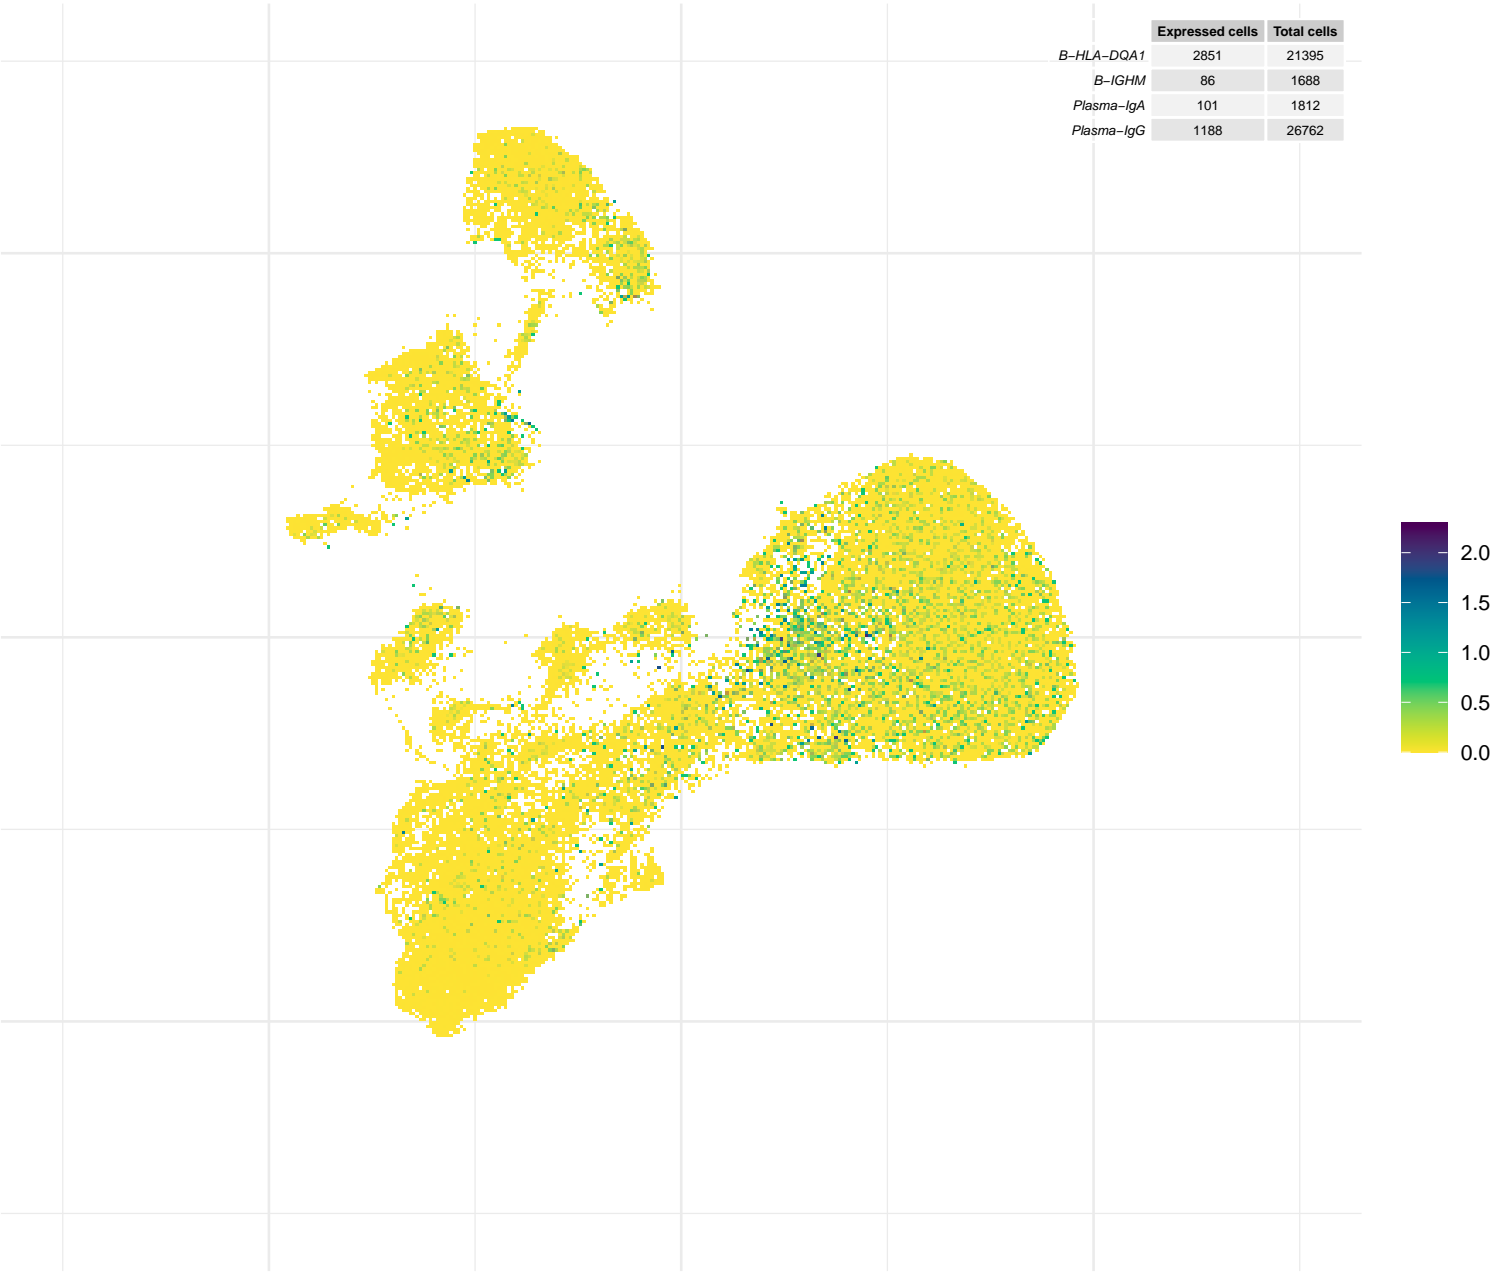 Expressed cells Total cells
B-HLA-DQA1 2851 21395
B-IGHM 86 1688
Plasma-IgA 101 1812
Plasma-IgG 1188 26762
2.0
1.5
1.0
0.5
0.0